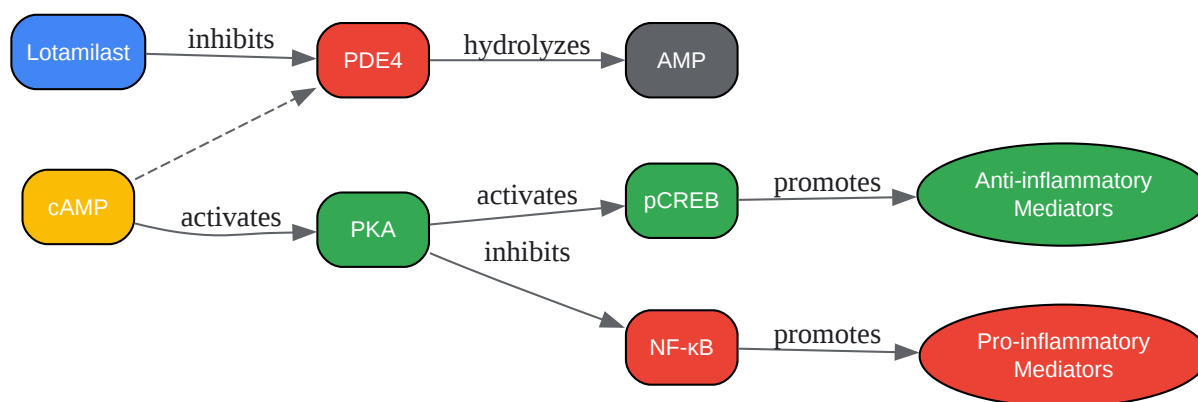 Lotamilast
inhibits
PDE4
hydrolyzes
AMP
cAMP
activates
PKA
activates
pCREB
promotes
Anti-inflammatory
Mediators
inhibits
NF-κB
promotes
Pro-inflammatory
Mediators